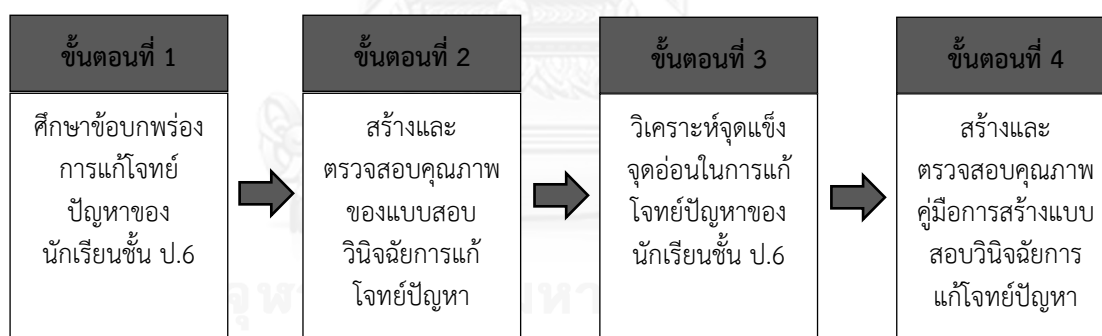 ขั้นตอนที่ 1
ศึกษาข้อบกพร่อง
การแก้โจทย์
ปัญหาของ
นักเรียนชั้น ป.6
ขั้นตอนที่ 2
สร้างและ
ตรวจสอบคุณภาพ
ของแบบสอบ
วินิจฉัยการแก้
โจทย์ปัญหา
ขั้นตอนที่ 3
วิเคราะห์จุดแข็ง
จุดอ่อนในการแก้
โจทย์ปัญหาของ
นักเรียนชั้น ป.6
ขั้นตอนที่ 4
สร้างและ
ตรวจสอบคุณภาพ
คู่มือการสร้างแบบ
สอบวินิจฉัยการ
แก้โจทย์ปัญหา